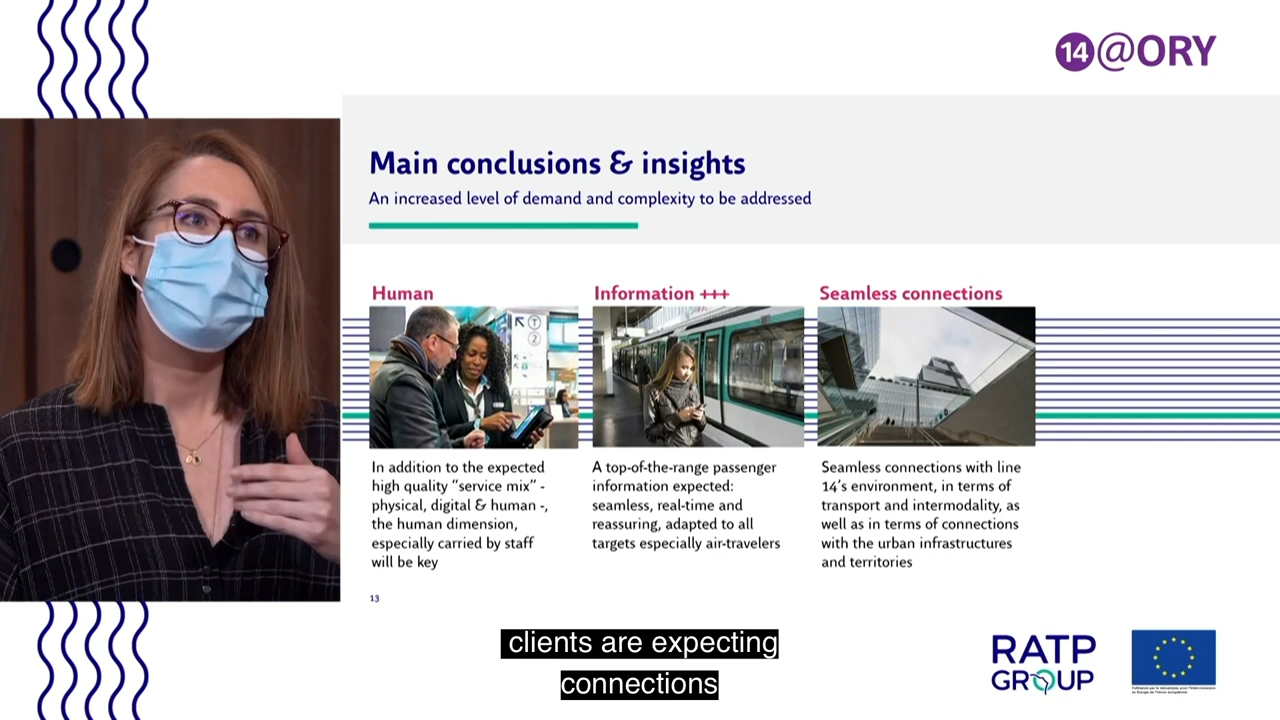 14@ORY
Main conclusions & insights
An increased level of demand and complexity to be addressed
Human
Information +++
Seamless connections
T
2
In addition to the expected
high quality “service mix” -
physical, digital & human -,
the human dimension,
especially carried by staff
will be key
A top-of-the-range passenger
information expected:
seamless, real-time and
reassuring, adapted to all
targets especially air-travelers
Seamless connections with line
14’s environment, in terms of
transport and intermodality, as
well as in terms of connections
with the urban infrastructures
and territories
13
clients are expecting
connections
RATP
GROUP